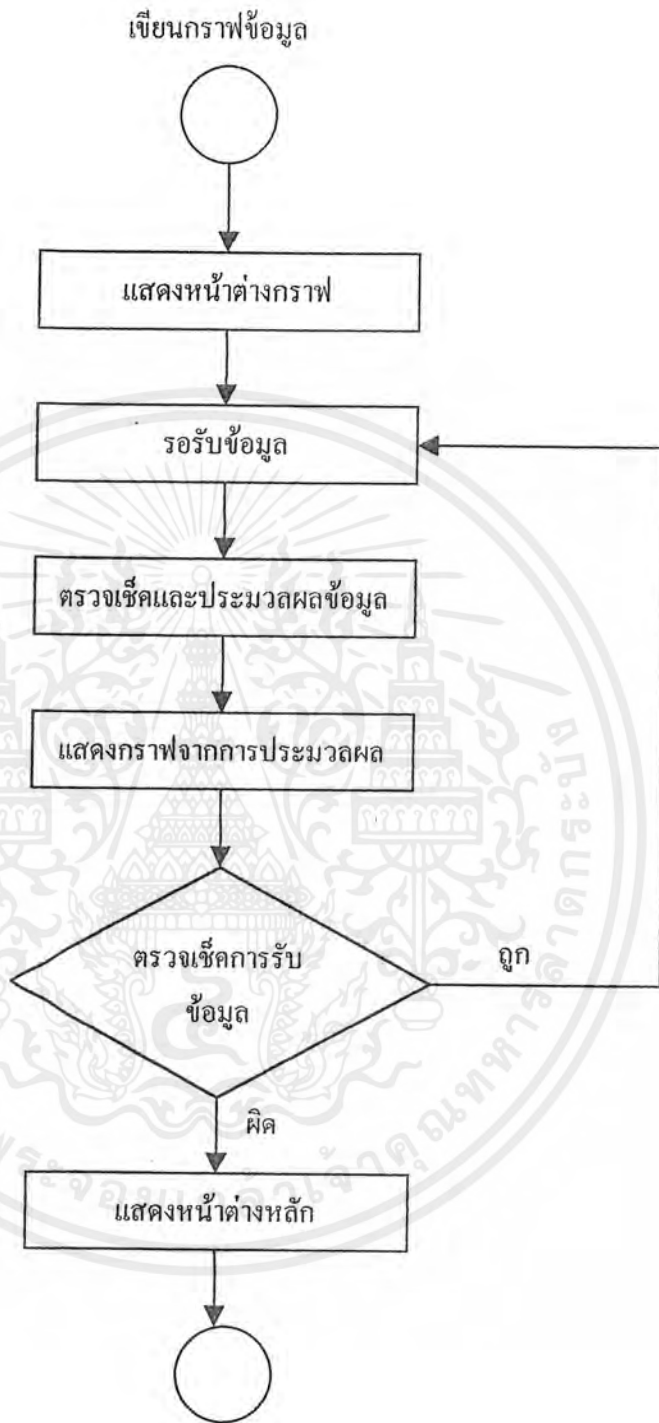 เขียนกราฟข้อมูล
แสดงหน้าต่างกราฟ
รอรับข้อมูล
ตรวจเช็คและประมวลผลข้อมูล
แสดงกราฟจากการประมวลผล
ตรวจเช็คการรับ
ข้อมูล
ถูก
ผิด
แสดงหน้าต่างหลัก